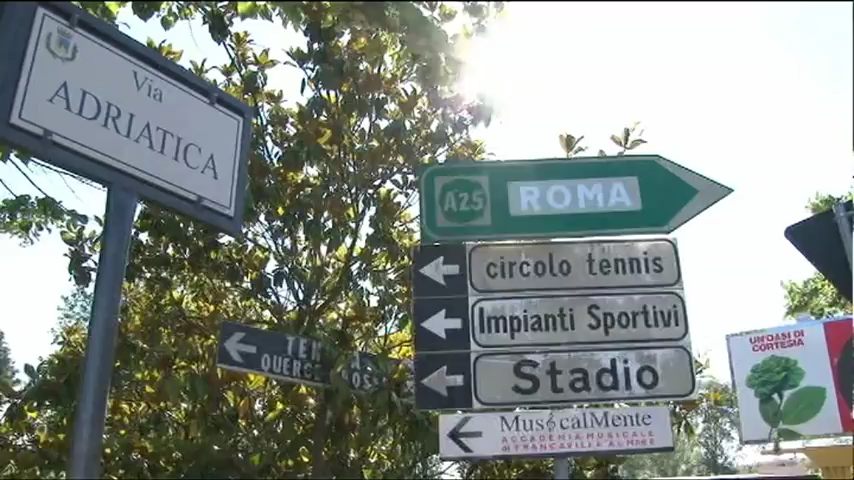 Via
ADRIATICA
A25 ROMA
circolo tennis
Impianti Sportivi
Stadio
MusicalMente
ACCADEMIA MUSICALE
DI FRANCAVILLA AL MARE
UN'OASI DI
CORTESIA